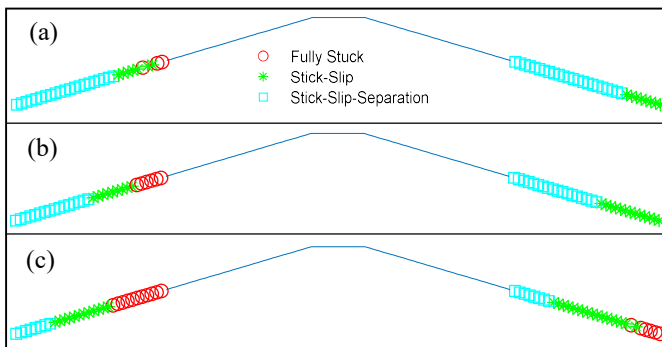 (a)
Fully Stuck
Stick-Slip
Stick-Slip-Separation
(b)
(c)